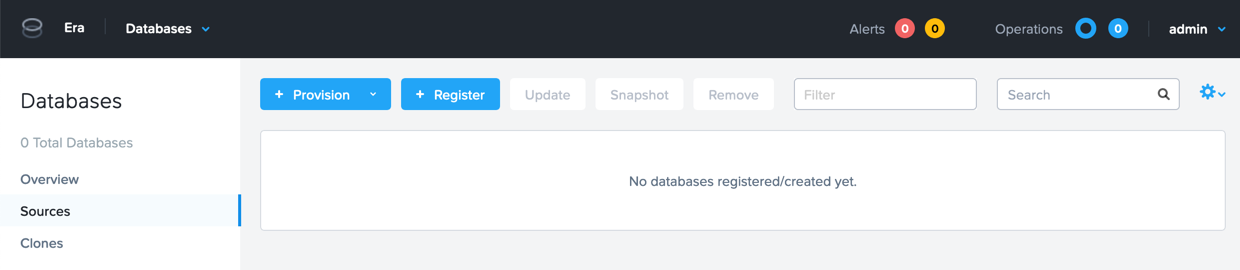 Era Databases Alerts 0 0 Operations 0 admin
Databases
0 Total Databases
Overview
Sources
Clones
+ Provision + Register Update Snapshot Remove Filter Search
No databases registered/created yet.